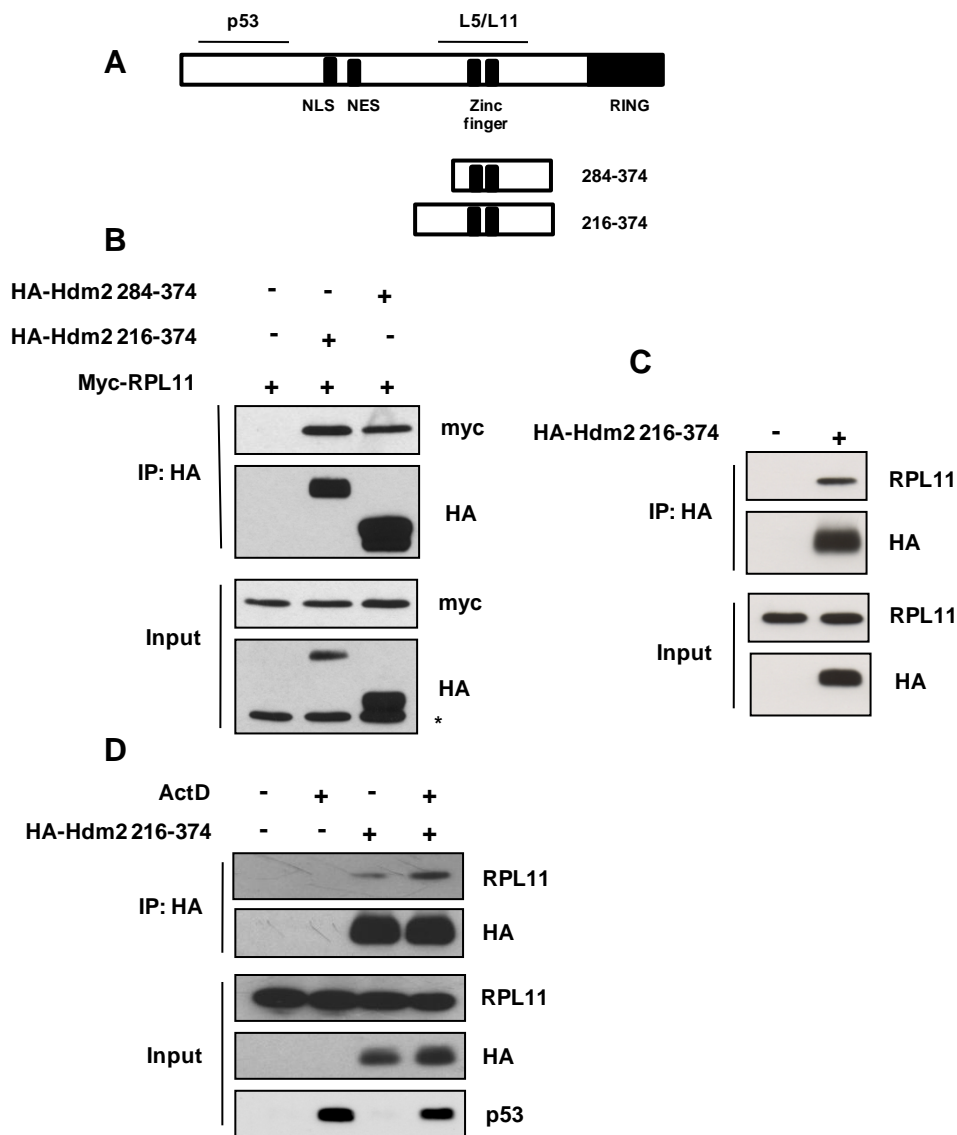 p53 L5/L11
A
NLS NES Zinc finger RING
284-374
216-374
B
HA-Hdm2 284-374 - - +
HA-Hdm2 216-374 - + -
Myc-RPL11 + + +
IP: HA
myc
HA
Input
myc
HA
*
C
HA-Hdm2 216-374 - +
IP: HA
RPL11
HA
Input
RPL11
HA
D
ActD - + - +
HA-Hdm2 216-374 - - + +
IP: HA
RPL11
HA
Input
RPL11
HA
p53